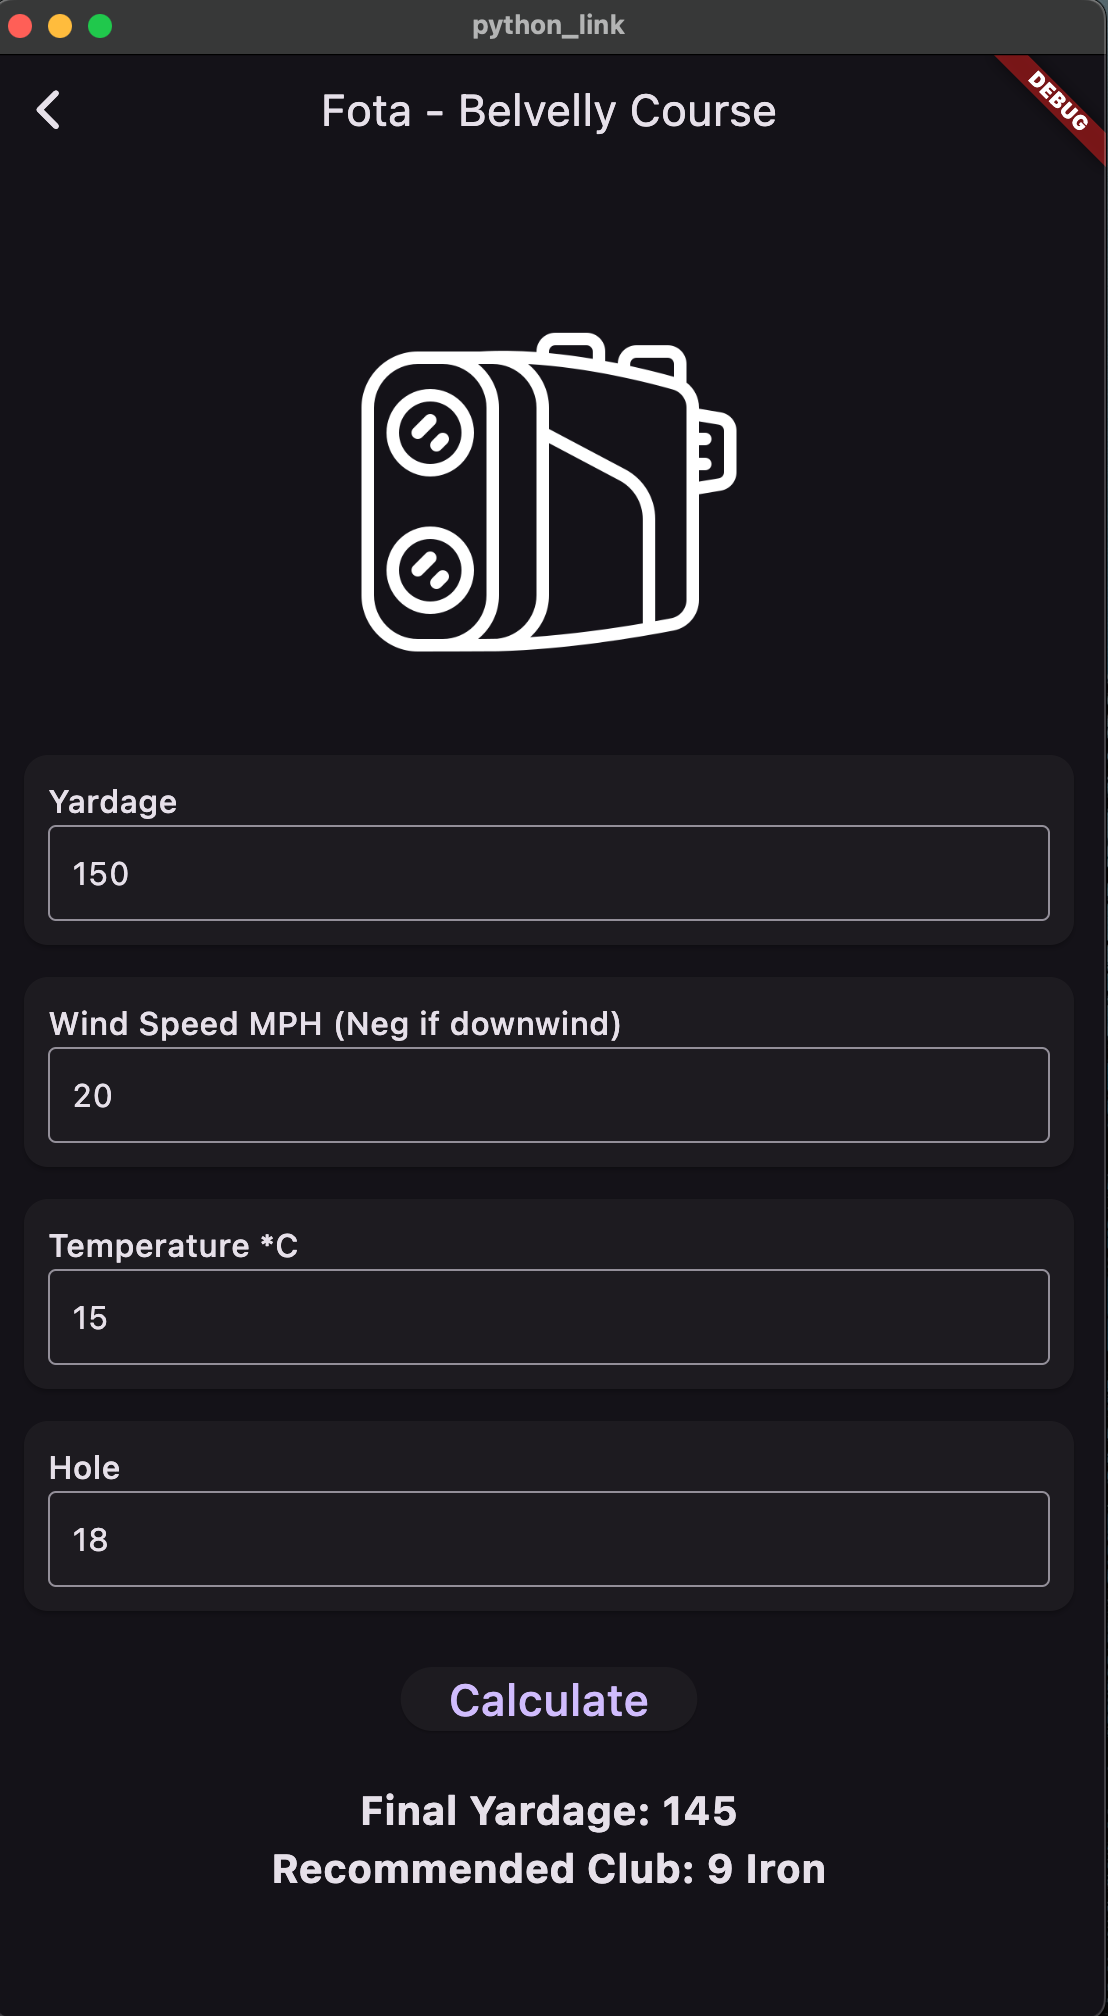 python_link
DEBUG
Fota - Belvelly Course
Yardage
150
Wind Speed MPH (Neg if downwind)
20
Temperature *C
15
Hole
18
Calculate
Final Yardage: 145
Recommended Club: 9 Iron